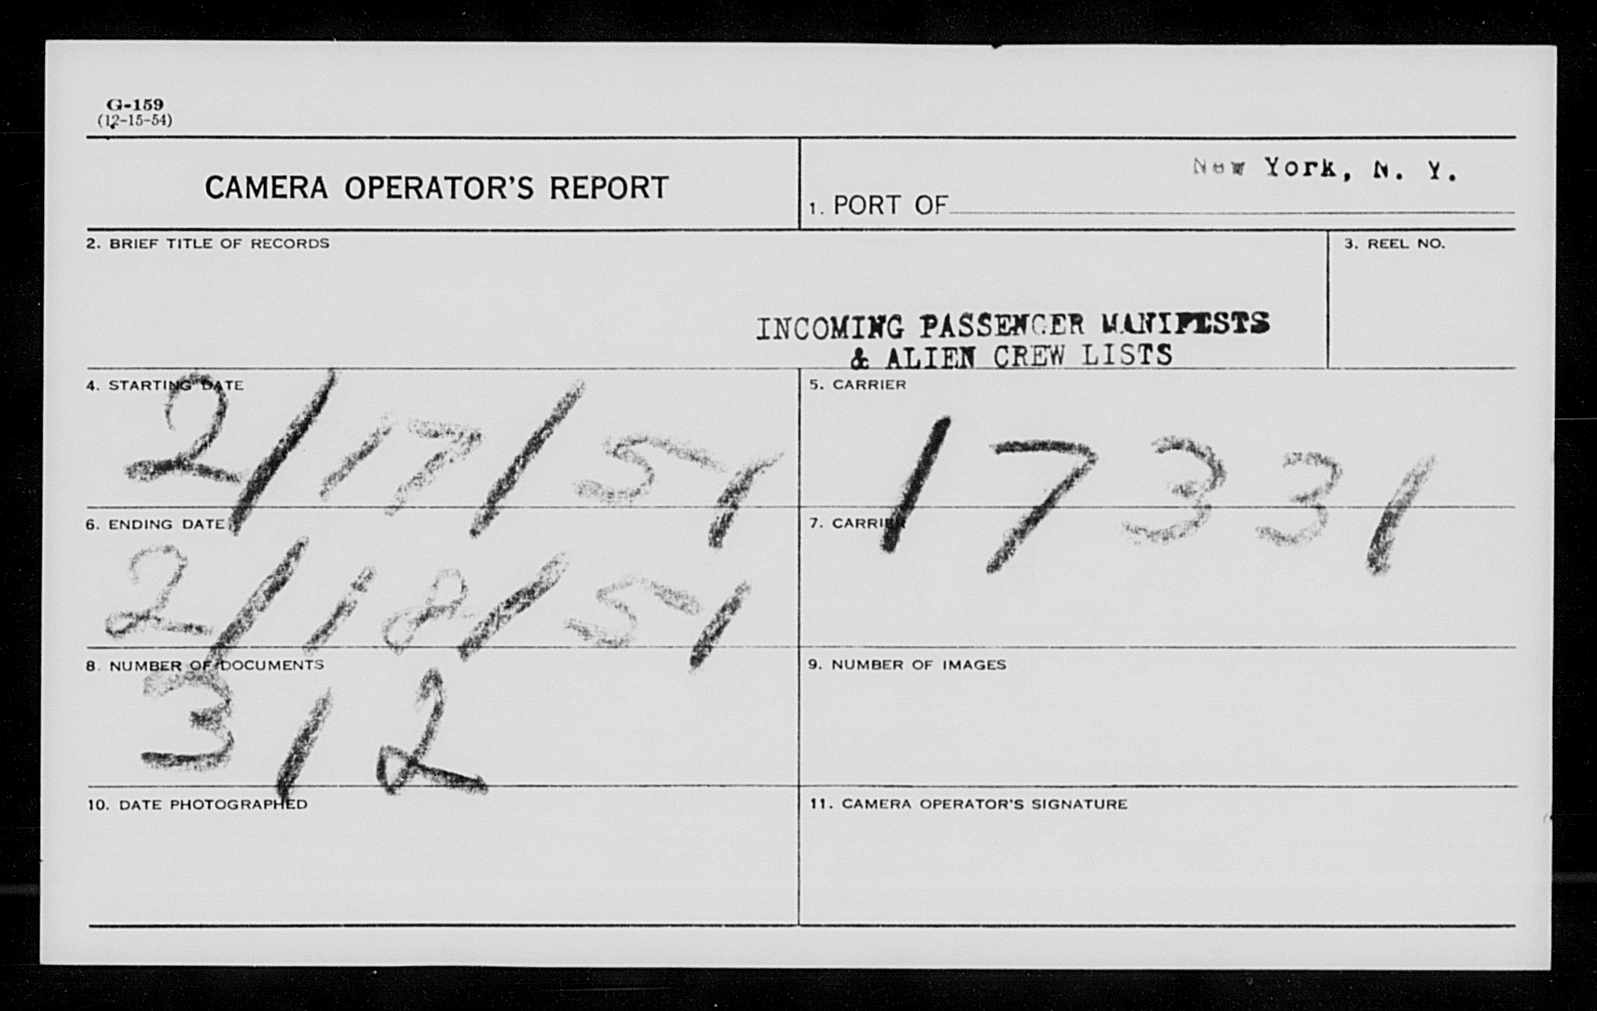 G-159
(12-15-54)
CAMERA OPERATOR'S REPORT
1. PORT OF New York, N. Y.
2. BRIEF TITLE OF RECORDS
INCOMING PASSENGER MANIFESTS
& ALIEN CREW LISTS
3. REEL NO.
4. STARTING DATE
2/17/51
5. CARRIER
17331
6. ENDING DATE
2/18/51
7. CARRIER
8. NUMBER OF DOCUMENTS
312
9. NUMBER OF IMAGES
10. DATE PHOTOGRAPHED
11. CAMERA OPERATOR'S SIGNATURE